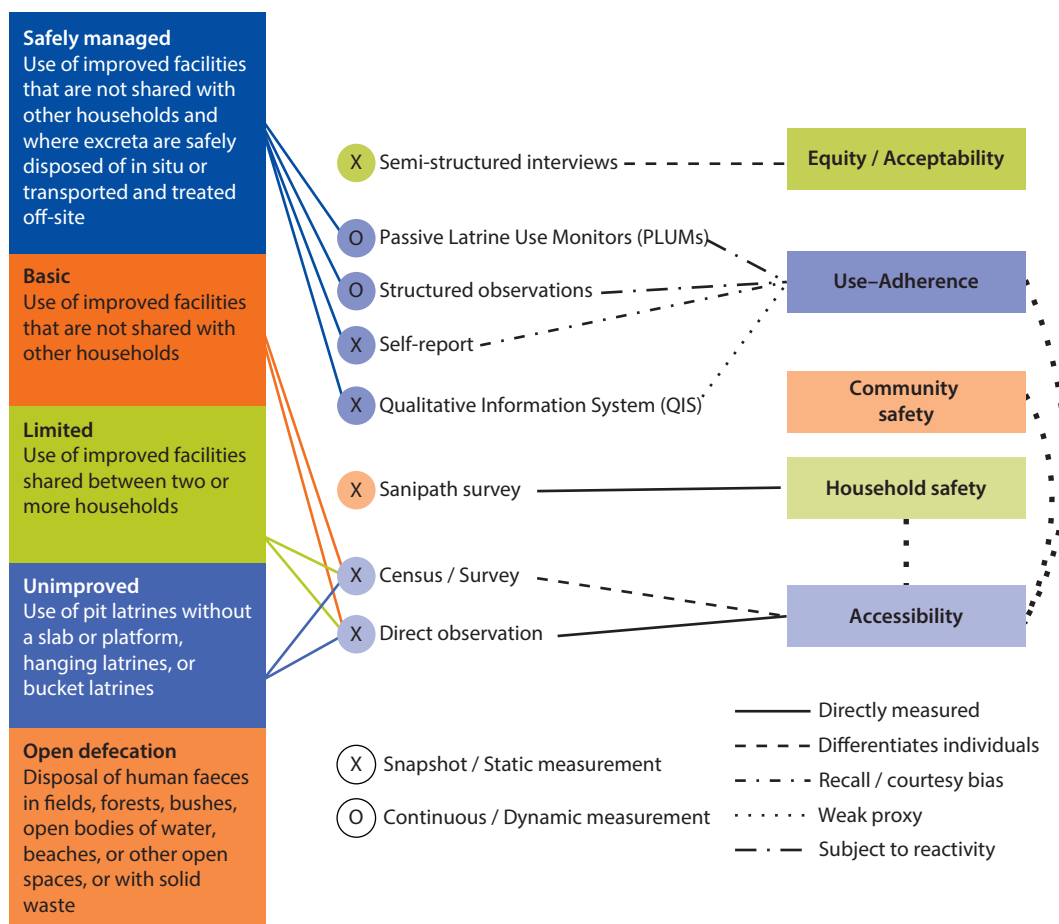 Safely managed
Use of improved facilities
that are not shared with
other households and
where excreta are safely
disposed of in situ or
transported and treated
off-site
Basic
Use of improved facilities
that are not shared with
other households
Limited
Use of improved facilities
shared between two or
more households
Unimproved
Use of pit latrines without
a slab or platform,
hanging latrines, or
bucket latrines
Open defecation
Disposal of human faeces
in fields, forests, bushes,
open bodies of water,
beaches, or other open
spaces, or with solid
waste
X Semi-structured interviews
O Passive Latrine Use Monitors (PLUMs)
O Structured observations
X Self-report
X Qualitative Information System (QIS)
X Sanipath survey
X Census / Survey
X Direct observation
X Snapshot / Static measurement
O Continuous / Dynamic measurement
Equity / Acceptability
Use–Adherence
Community
safety
Household safety
Accessibility
Directly measured
Differentiates individuals
Recall / courtesy bias
Weak proxy
Subject to reactivity